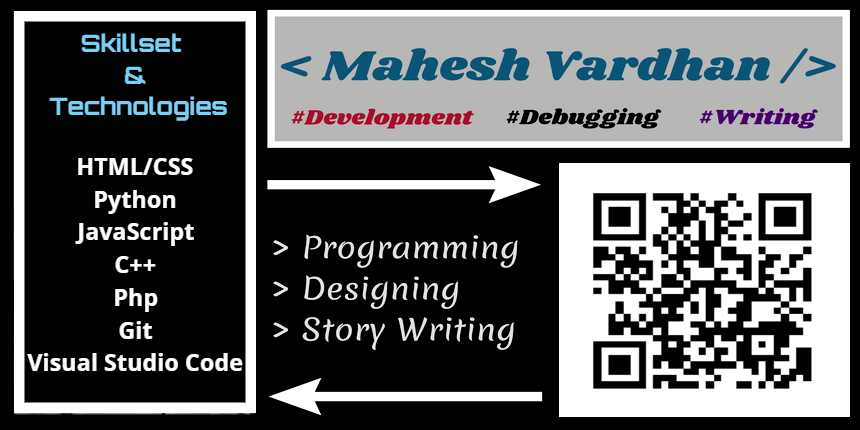 Skillset
&
Technologies
HTML/CSS
Python
JavaScript
C++
Php
Git
Visual Studio Code
< Mahesh Vardhan />
#Development #Debugging #Writing
> Programming
> Designing
> Story Writing